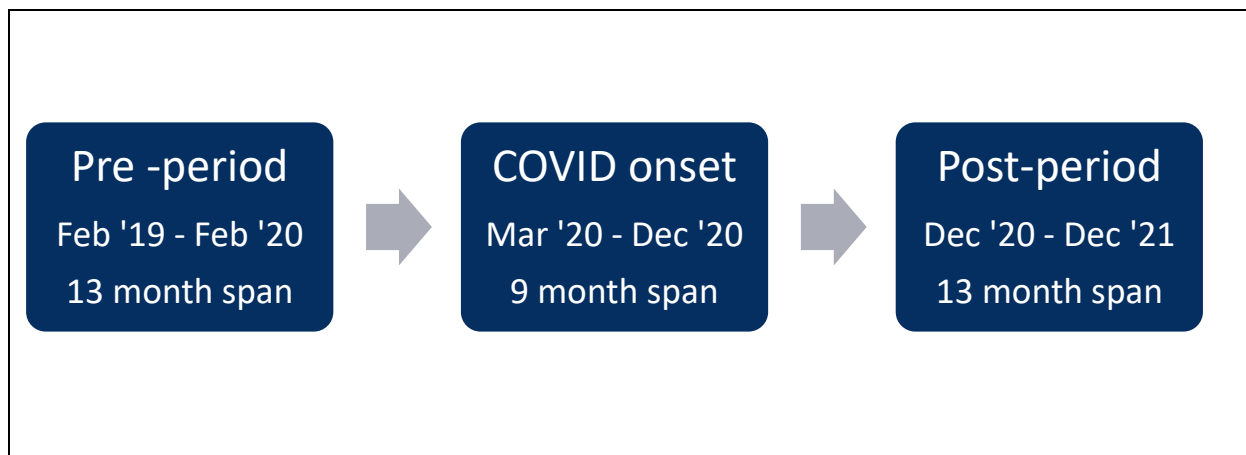 Pre -period
Feb '19 - Feb '20
13 month span
COVID onset
Mar '20 - Dec '20
9 month span
Post-period
Dec '20 - Dec '21
13 month span